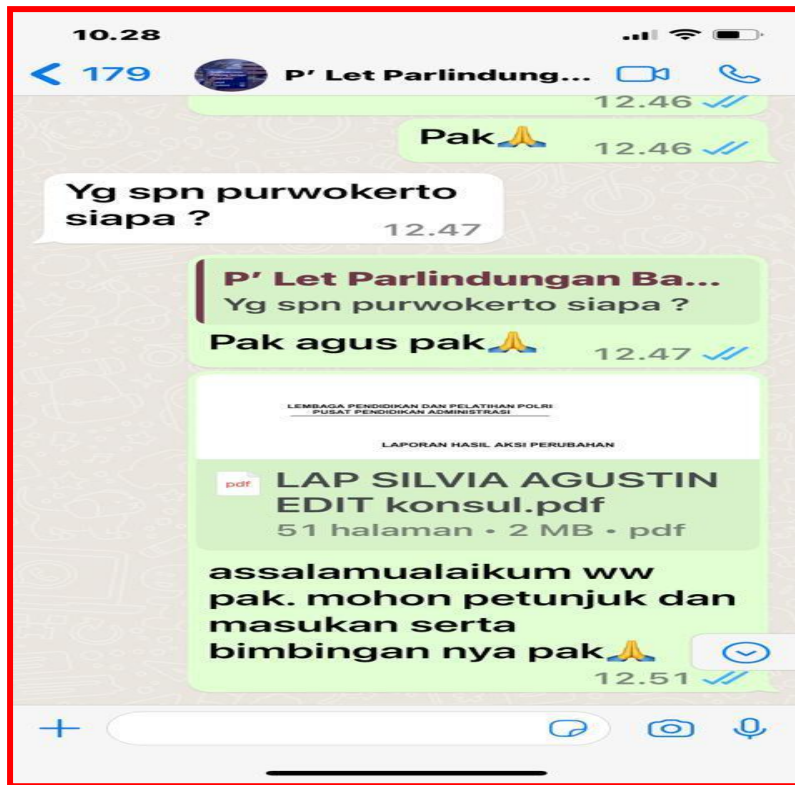 10.28
179
P' Let Parlindung...
12.46
Pak🙏 12.46
Yg spn purwokerto
siapa ?
12.47
P' Let Parlindungan Ba...
Yg spn purwokerto siapa ?
Pak agus pak🙏 12.47
LEMBAGA PENDIDIKAN DAN PELATIHAN POLRI
PUSAT PENDIDIKAN ADMINISTRASI
LAPORAN HASIL AKSI PERUBAHAN
pdf
LAP SILVIA AGUSTIN
EDIT konsul.pdf
51 halaman • 2 MB • pdf
assalamualaikum ww
pak. mohon petunjuk dan
masukan serta
bimbingan nya pak🙏
12.51